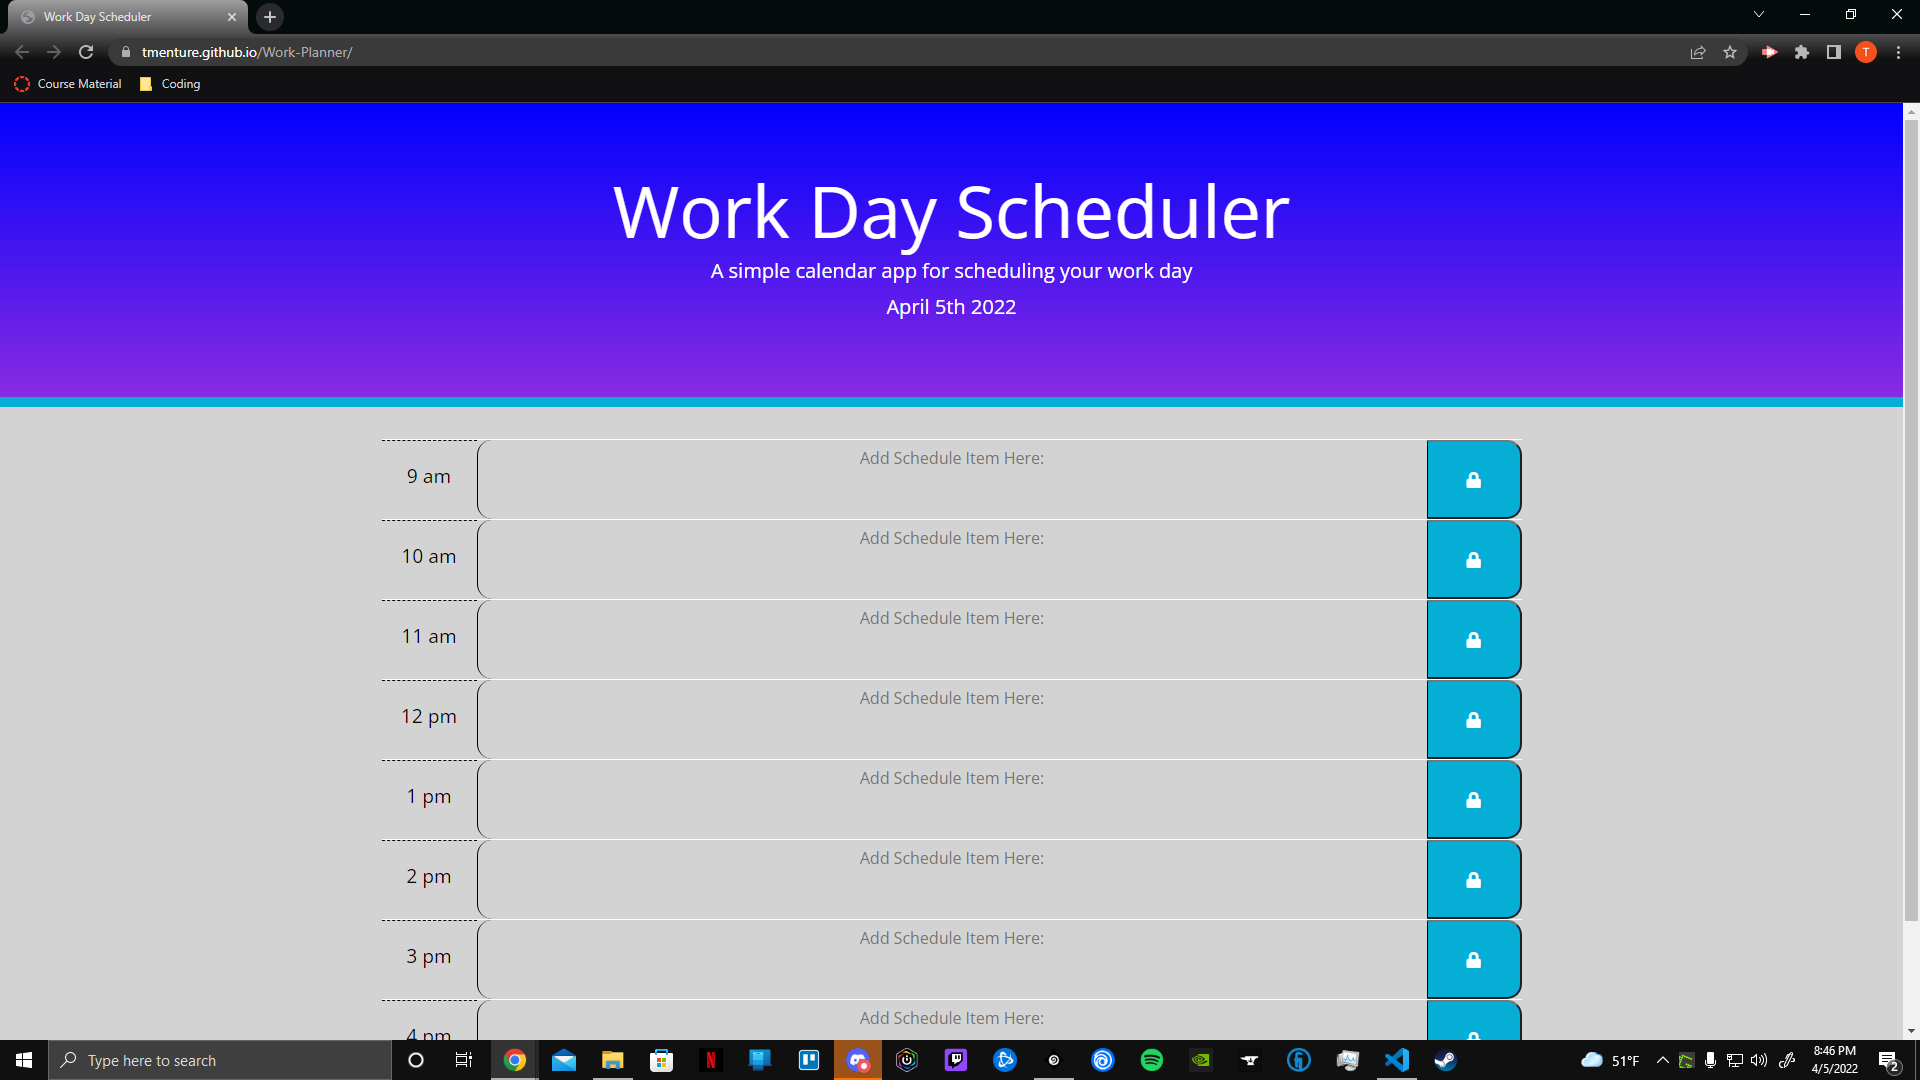 Work Day Scheduler
tmenture.github.io/Work-Planner/
T
Course Material
Coding
Work Day Scheduler
A simple calendar app for scheduling your work day
April 5th 2022
9 am
Add Schedule Item Here:
10 am
Add Schedule Item Here:
11 am
Add Schedule Item Here:
12 pm
Add Schedule Item Here:
1 pm
Add Schedule Item Here:
2 pm
Add Schedule Item Here:
3 pm
Add Schedule Item Here:
4 pm
Add Schedule Item Here:
Type here to search
N
51°F
8:46 PM
4/5/2022
2